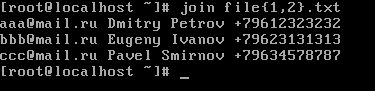 [root@localhost ~]# join file{1,2}.txt
aaa@mail.ru Dmitry Petrov +79612323232
bbb@mail.ru Eugeny Ivanov +79623131313
ccc@mail.ru Pavel Smirnov +79634578787
[root@localhost ~]# _